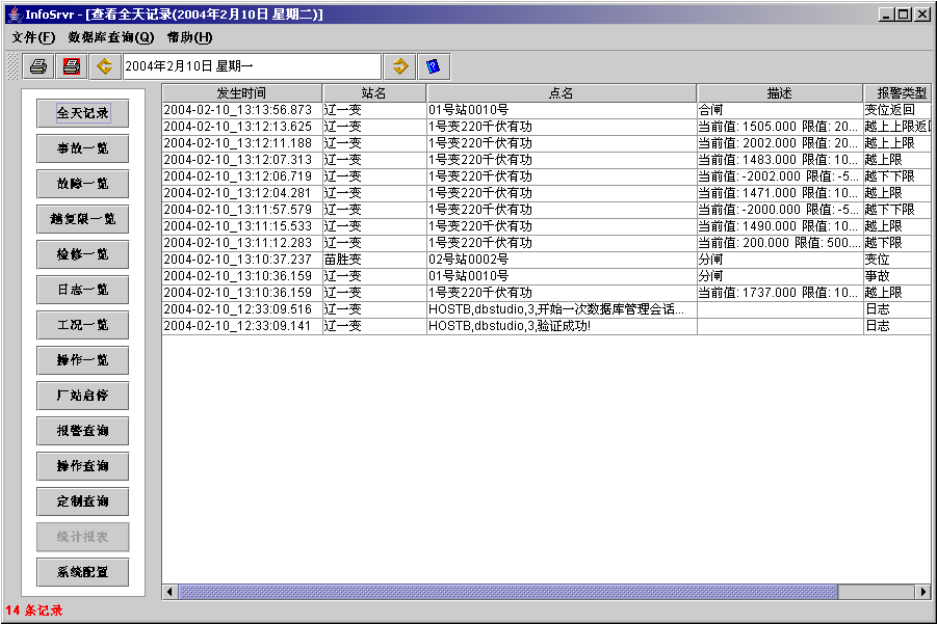 InfoSrvr - [查看全天记录(2004年2月10日 星期二)]
文件(F) 数据库查询(Q) 帮助(H)
2004年2月10日 星期一
全天记录
事故一览
故障一览
越复限一览
检修一览
日志一览
工况一览
操作一览
厂站启停
报警查询
操作查询
定制查询
统计报表
系统配置
发生时间 站名 点名 描述 报警类型
2004-02-10_13:13:56.873 辽一变 01号站0010号 合闸 变位返回
2004-02-10_13:12:13.625 辽一变 1号变220千伏有功 当前值: 1505.000 限值: 20... 越上上限返
2004-02-10_13:12:11.188 辽一变 1号变220千伏有功 当前值: 2002.000 限值: 20... 越上上限
2004-02-10_13:12:07.313 辽一变 1号变220千伏有功 当前值: 1483.000 限值: 10... 越上限
2004-02-10_13:12:06.719 辽一变 1号变220千伏有功 当前值: -2002.000 限值: -5... 越下下限
2004-02-10_13:12:04.281 辽一变 1号变220千伏有功 当前值: 1471.000 限值: 10... 越上限
2004-02-10_13:11:57.579 辽一变 1号变220千伏有功 当前值: -2000.000 限值: -5... 越下下限
2004-02-10_13:11:15.533 辽一变 1号变220千伏有功 当前值: 1490.000 限值: 10... 越上限
2004-02-10_13:11:12.283 辽一变 1号变220千伏有功 当前值: 200.000 限值: 500.... 越下限
2004-02-10_13:10:37.237 苗胜变 02号站0002号 分闸 变位
2004-02-10_13:10:36.159 辽一变 01号站0010号 分闸 事故
2004-02-10_13:10:36.159 辽一变 1号变220千伏有功 当前值: 1737.000 限值: 10... 越上限
2004-02-10_12:33:09.516 辽一变 HOSTB,dbstudio,3,开始一次数据库管理会话... 日志
2004-02-10_12:33:09.141 辽一变 HOSTB,dbstudio,3,验证成功! 日志
14 条记录